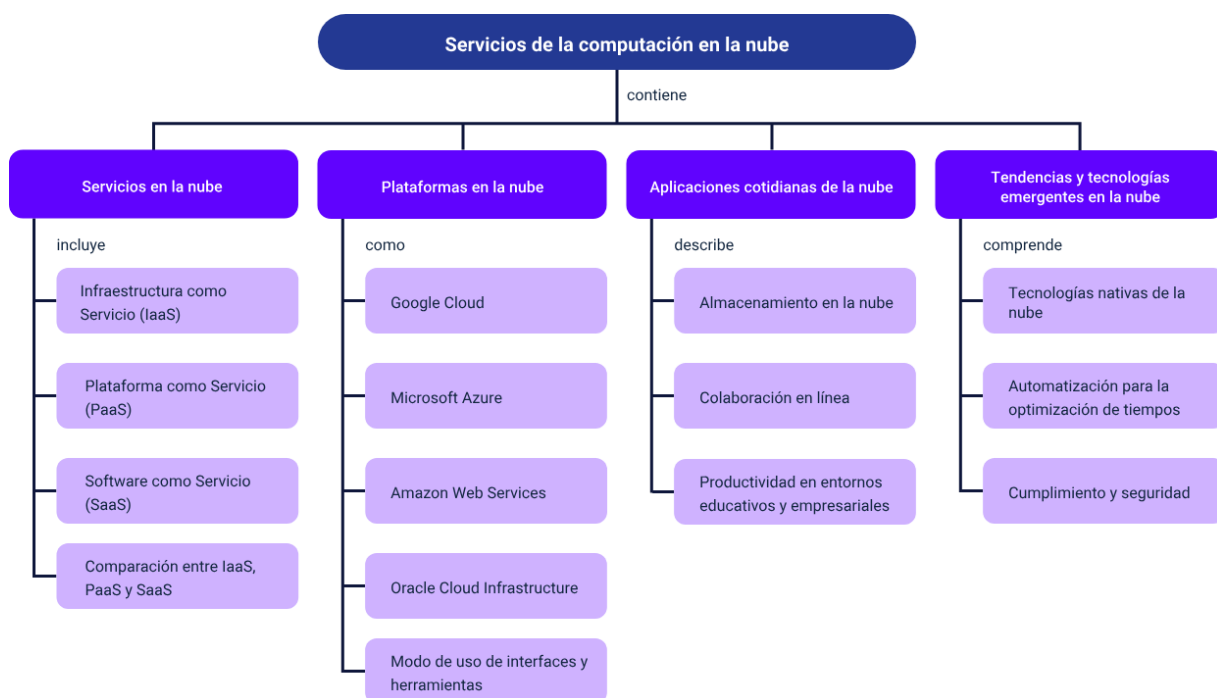 Servicios de la computación en la nube
contiene
Servicios en la nube
incluye
Infraestructura como
Servicio (IaaS)
Plataforma como Servicio
(PaaS)
Software como Servicio
(SaaS)
Comparación entre IaaS,
PaaS y SaaS
Plataformas en la nube
como
Google Cloud
Microsoft Azure
Amazon Web Services
Oracle Cloud Infrastructure
Modo de uso de interfaces y
herramientas
Aplicaciones cotidianas de la nube
describe
Almacenamiento en la nube
Colaboración en línea
Productividad en entornos
educativos y empresariales
Tendencias y tecnologías
emergentes en la nube
comprende
Tecnologías nativas de la
nube
Automatización para la
optimización de tiempos
Cumplimiento y seguridad